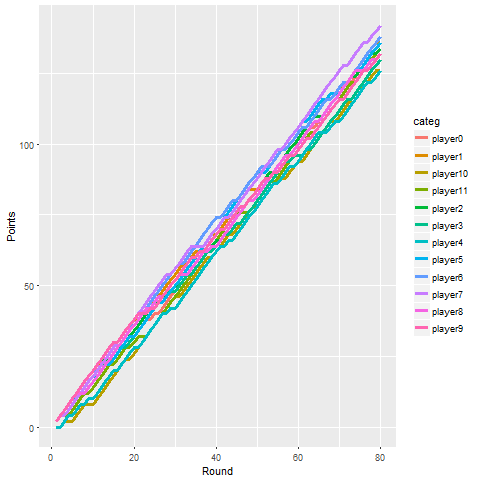 categ
player0
player1
player10
player11
player2
player3
player4
player5
player6
player7
player8
player9
100
50
0
Points
0
20
40
60
80
Round